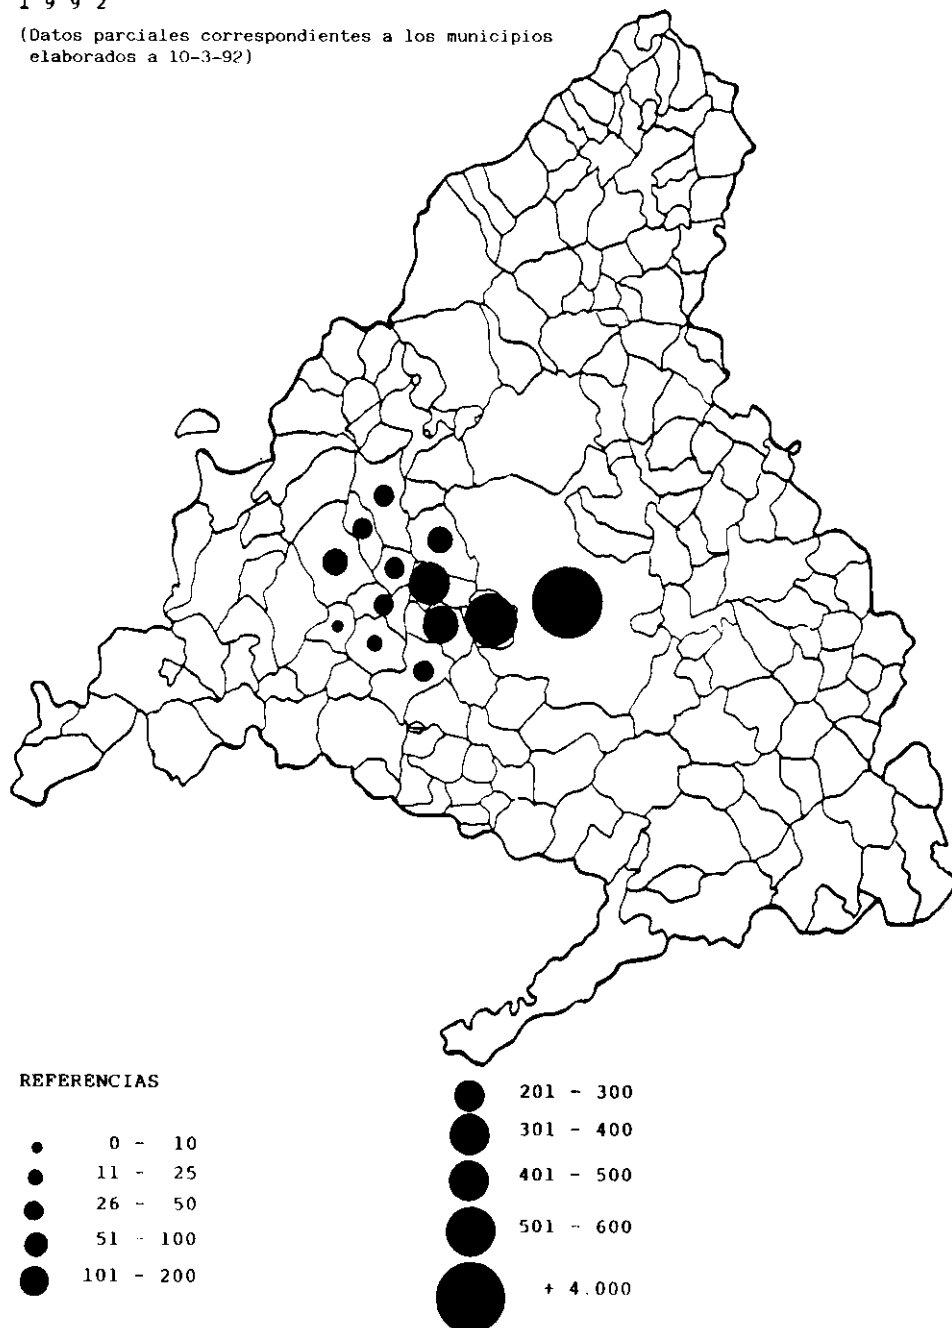 1 9 9 2
(Datos parciales correspondientes a los municipios
elaborados a 10-3-92)
REFERENCIAS
0 - 10
11 - 25
26 - 50
51 - 100
101 - 200
201 - 300
301 - 400
401 - 500
501 - 600
+ 4.000